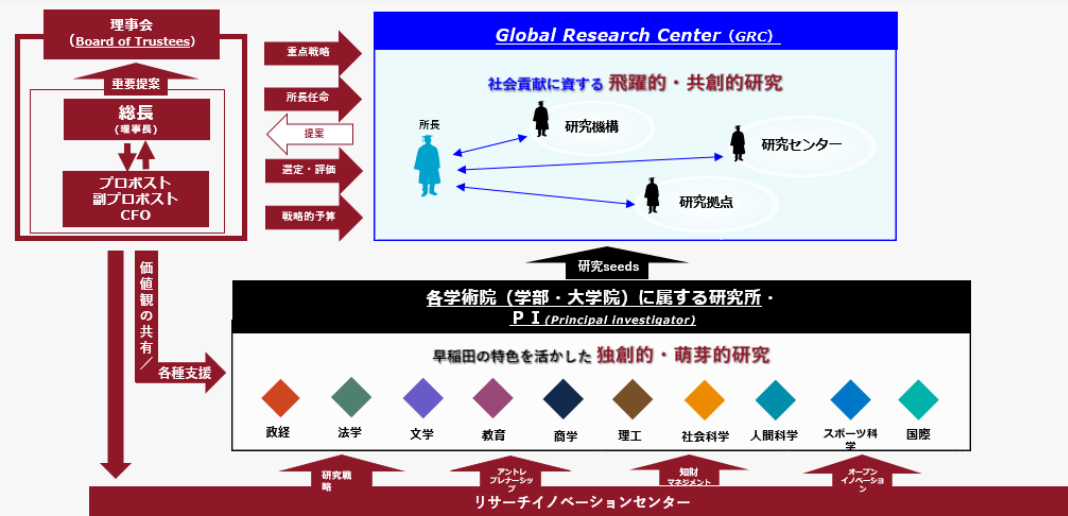 理事会
(Board of Trustees)
重要提案
総長
(理事長)
プロボスト
副プロボスト
CFO
重点戦略
所長任命
提案
選定・評価
戦略的予算
Global Research Center (GRC)
社会貢献に資する 飛躍的・共創的研究
所長
研究機構
研究センター
研究拠点
研究seeds
価値観の共有／
各種支援
各学術院（学部・大学院）に属する研究所・
ＰＩ(Principal investigator)
早稲田の特色を活かした 独創的・萌芽的研究
政経
法学
文学
教育
商学
理工
社会科学
人間科学
スポーツ科
学
国際
研究戦
略
アントレ
プレナーシッ
プ
知財
マネジメント
オープン
イノベーショ
ン
リサーチイノベーションセンター